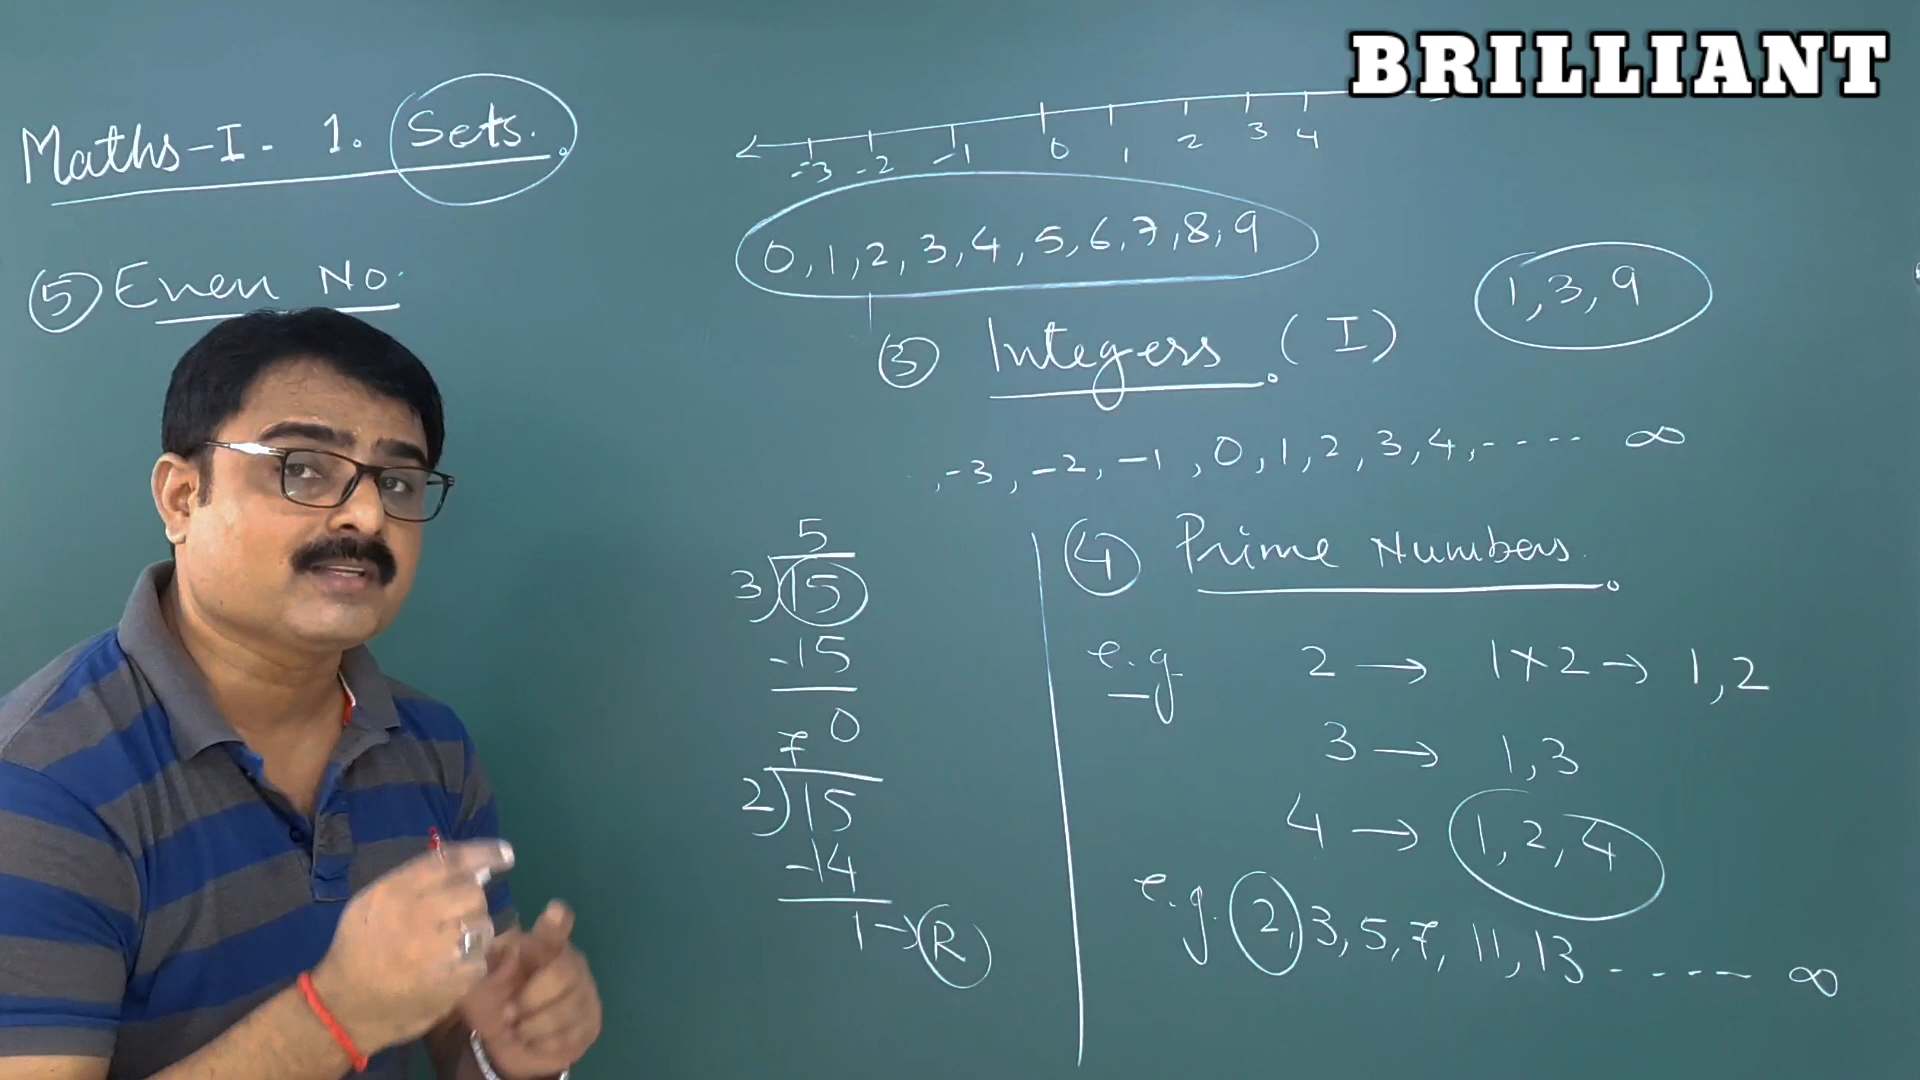 BRILLIANT
Maths-I. 1. Sets.
-3 -2 -1 0 1 2 3 4
0, 1, 2, 3, 4, 5, 6, 7, 8, 9
5 Even No.
1, 3, 9
3 Integers. (I)
, -3, -2, -1, 0, 1, 2, 3, 4, ---- ∞
5
3)15
-15
0
7
2)15
-14
1 → R
4 Prime Numbers.
e.g 2 → 1×2 → 1, 2
3 → 1, 3
4 → 1, 2, 4
e.g. 2, 3, 5, 7, 11, 13 ----- ∞